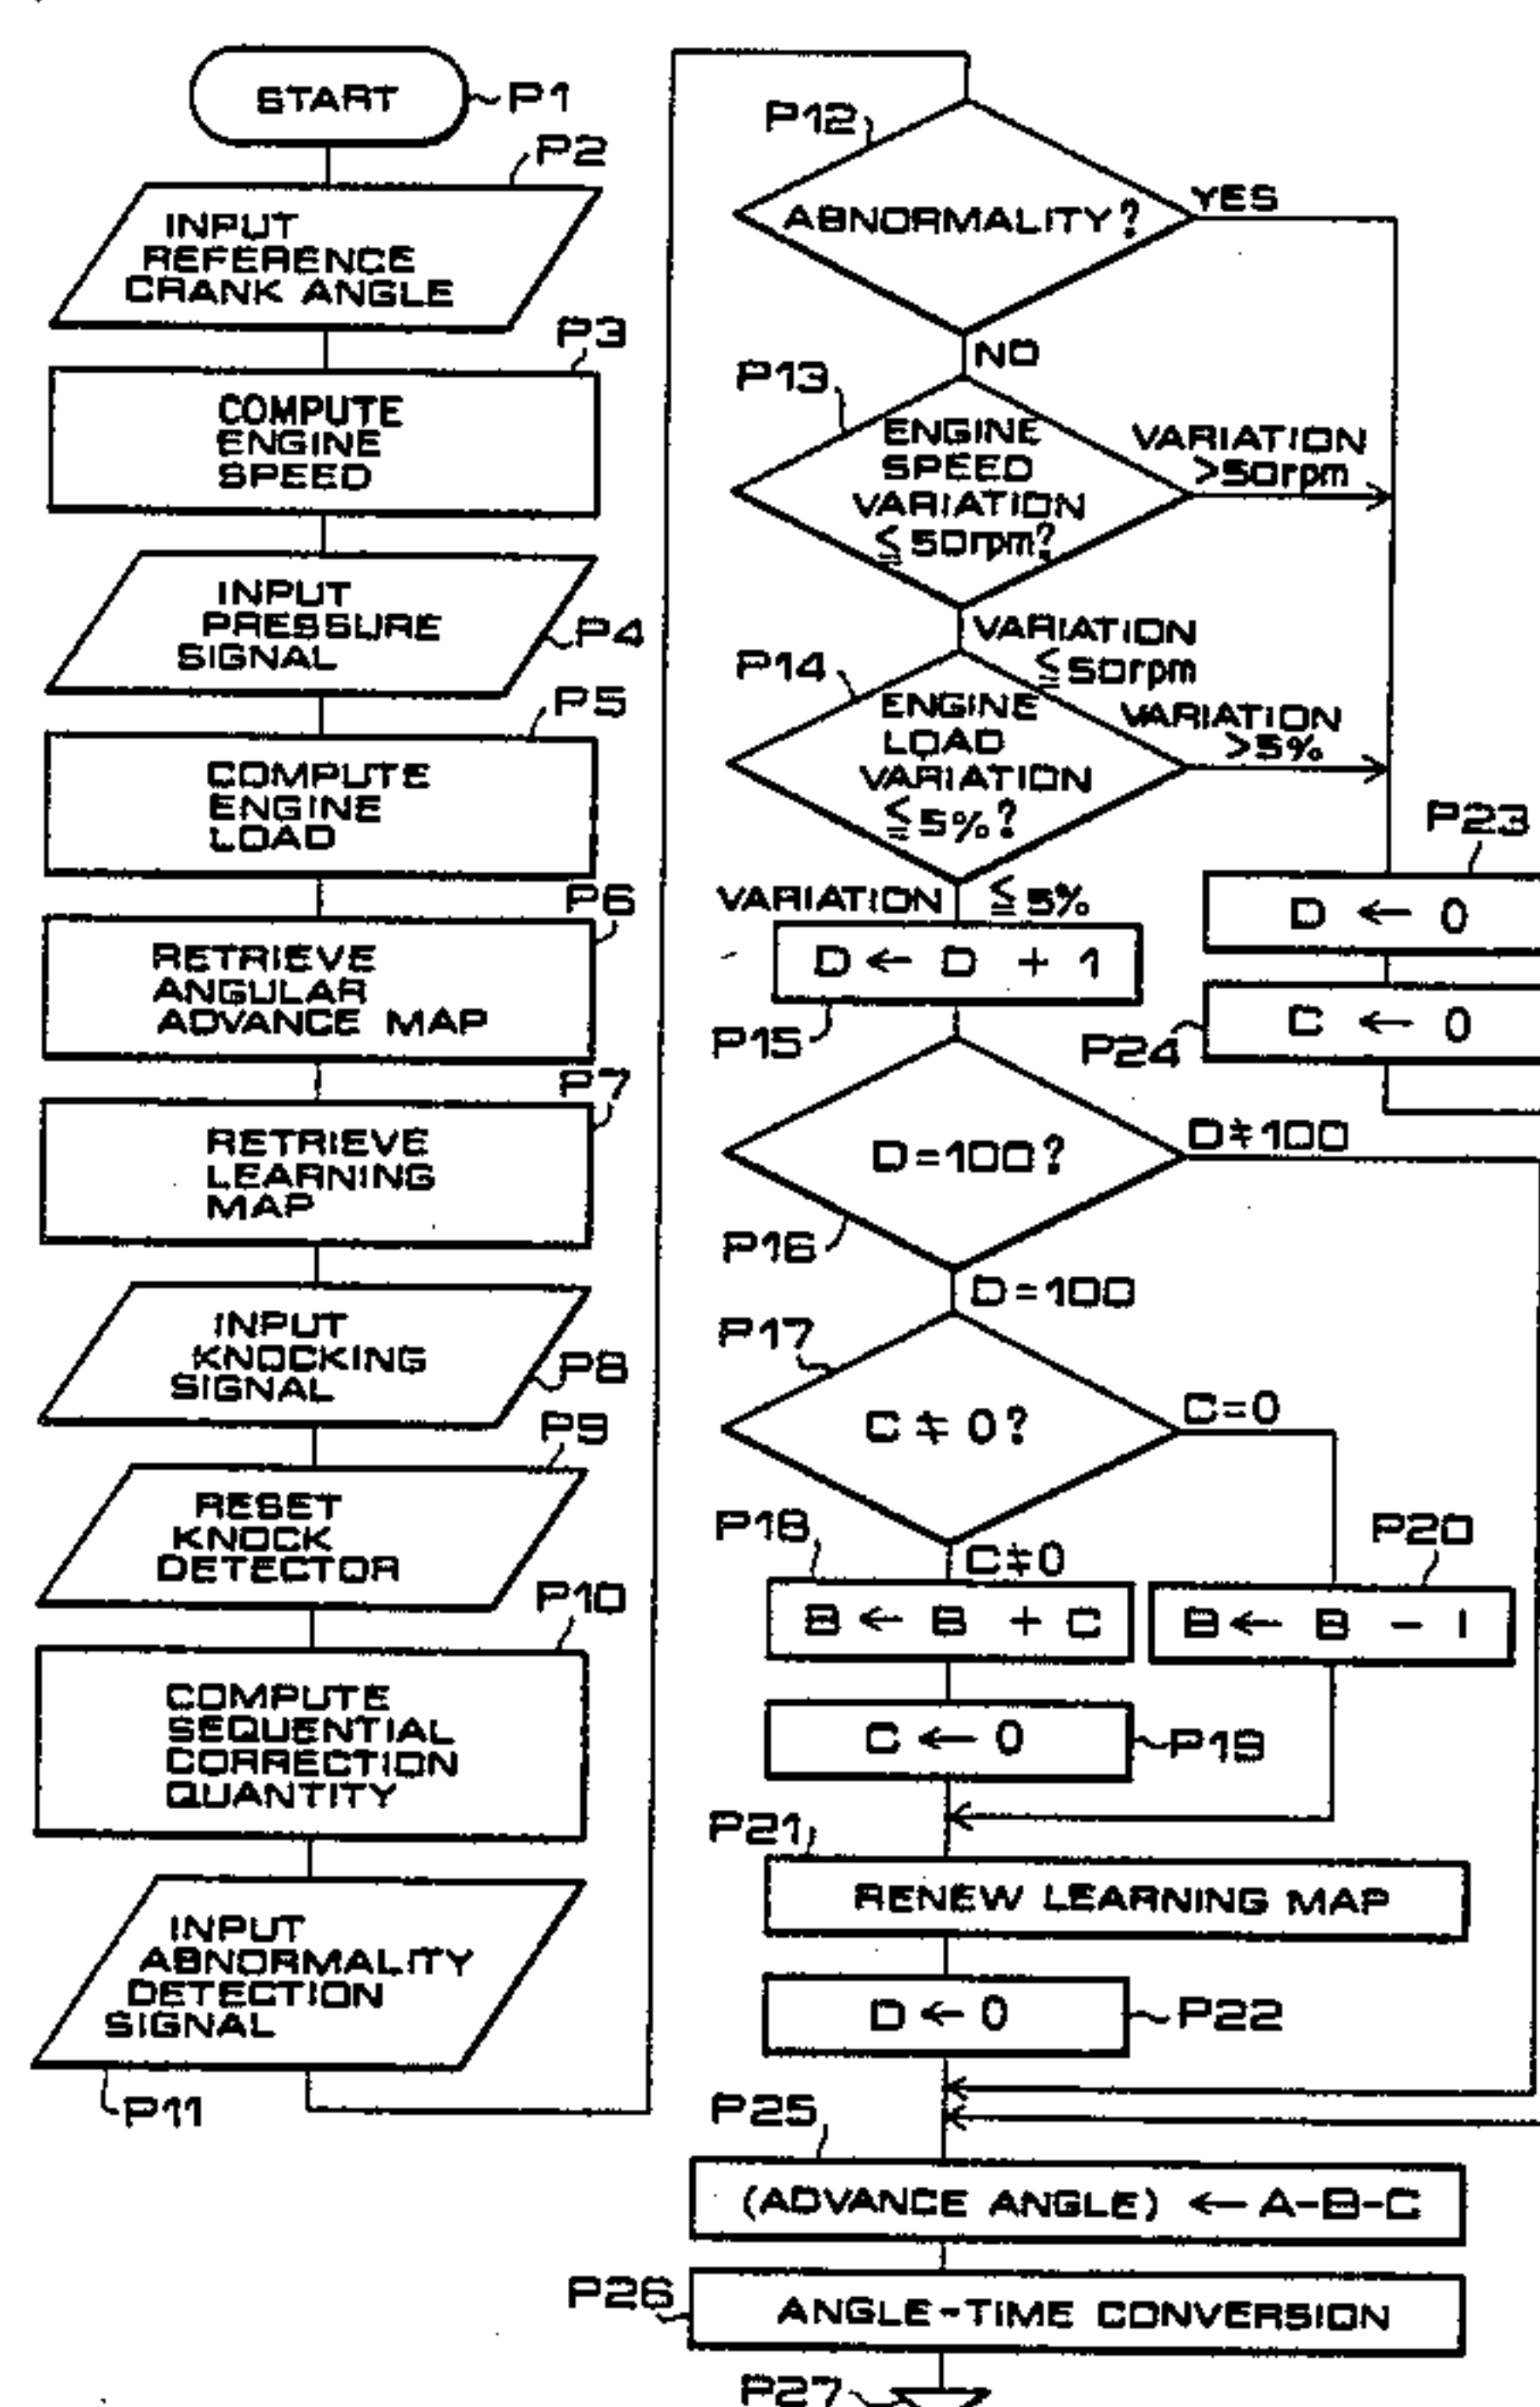 START
P1
P2
INPUT
REFERENCE
CRANK ANGLE
P3
COMPUTE
ENGINE
SPEED
INPUT
PRESSURE
SIGNAL
P4
P5
COMPUTE
ENGINE
LOAD
P6
RETRIEVE
ANGULAR
ADVANCE MAP
P7
RETRIEVE
LEARNING
MAP
INPUT
KNOCKING
SIGNAL
P8
P9
RESET
KNOCK
DETECTOR
P10
COMPUTE
SEQUENTIAL
CORRECTION
QUANTITY
INPUT
ABNORMALITY
DETECTION
SIGNAL
P11
P12
ABNORMALITY?
YES
NO
P13
ENGINE
SPEED
VARIATION
≦50rpm?
VARIATION
>50rpm
VARIATION
≦50rpm
P14
ENGINE
LOAD
VARIATION
≦5%?
VARIATION
>5%
VARIATION ≦5%
D ← D + 1
P15
P23
D ← 0
C ← 0
P24
D=100?
D≠100
P16
D=100
P17
C ≠ 0?
C=0
C≠0
P18
B ← B + C
P20
B ← B - 1
C ← 0
P19
P21
RENEW LEARNING MAP
D ← 0
P22
P25
(ADVANCE ANGLE) ← A-B-C
P26
ANGLE-TIME CONVERSION
P27